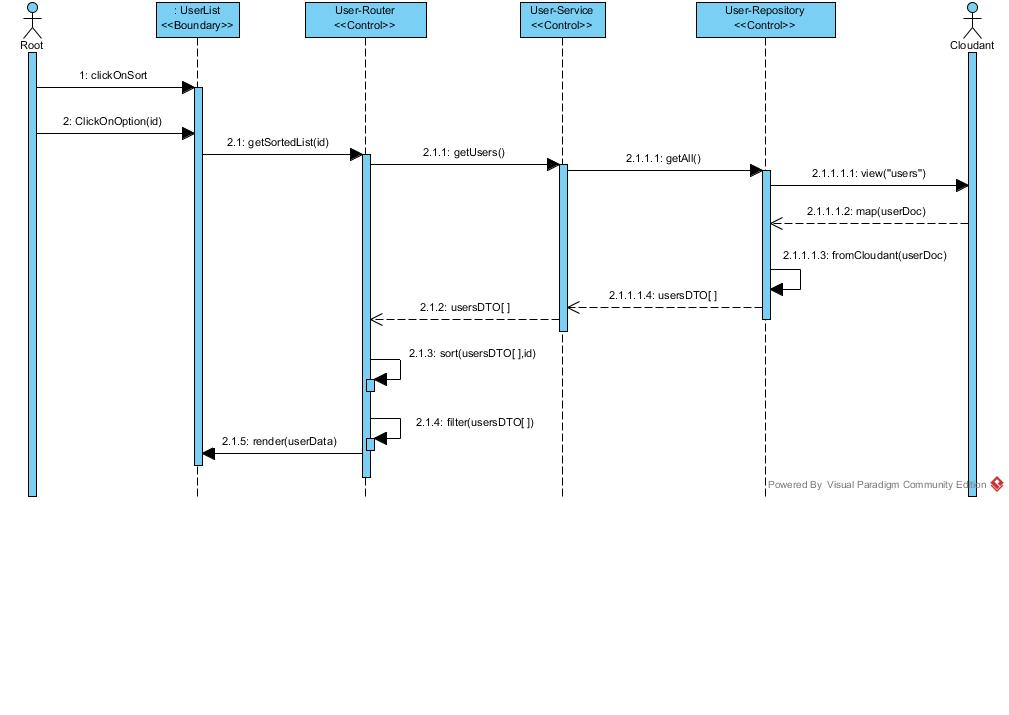 : UserList
<<Boundary>>
User-Router
<<Control>>
User-Service
<<Control>>
User-Repository
<<Control>>
Root
Cloudant
1: clickOnSort
2: ClickOnOption(id)
2.1: getSortedList(id)
2.1.1: getUsers()
2.1.1.1: getAll()
2.1.1.1.1: view("users")
2.1.1.1.2: map(userDoc)
2.1.1.1.3: fromCloudant(userDoc)
2.1.1.1.4: usersDTO[ ]
2.1.2: usersDTO[ ]
2.1.3: sort(usersDTO[ ],id)
2.1.4: filter(usersDTO[ ])
2.1.5: render(userData)
Powered By Visual Paradigm Community Edition